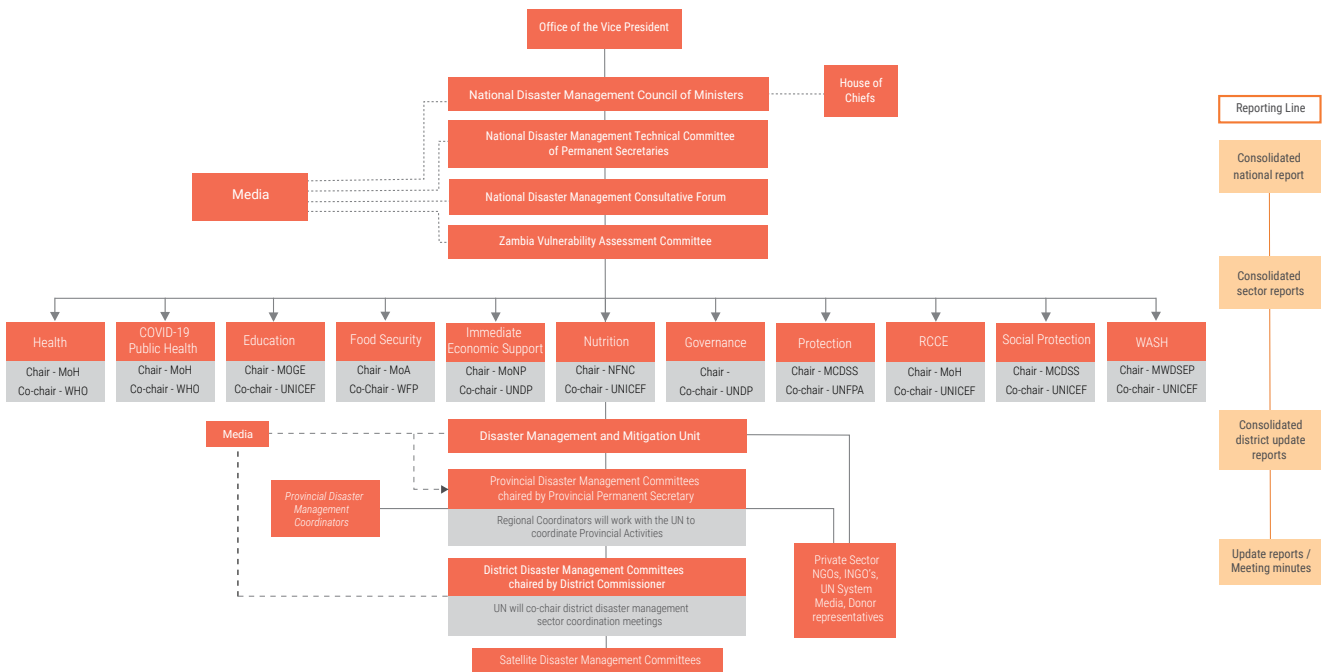 Office of the Vice President
National Disaster Management Council of Ministers
House of
Chiefs
Reporting Line
National Disaster Management Technical Committee
of Permanent Secretaries
Consolidated
national report
Media
National Disaster Management Consultative Forum
Zambia Vulnerability Assessment Committee
Consolidated
sector reports
Health
Chair - MoH
Co-chair - WHO
COVID-19
Public Health
Chair - MoH
Co-chair - WHO
Education
Chair - MOGE
Co-chair - UNICEF
Food Security
Chair - MoA
Co-chair - WFP
Immediate
Economic Support
Chair - MoNP
Co-chair - UNDP
Nutrition
Chair - NFNC
Co-chair - UNICEF
Governance
Chair -
Co-chair - UNDP
Protection
Chair - MCDSS
Co-chair - UNFPA
RCCE
Chair - MoH
Co-chair - UNICEF
Social Protection
Chair - MCDSS
Co-chair - UNICEF
WASH
Chair - MWDSEP
Co-chair - UNICEF
Media
Disaster Management and Mitigation Unit
Consolidated
district update
reports
Provincial Disaster Management Committees
chaired by Provincial Permanent Secretary
Provincial Disaster
Management
Coordinators
Regional Coordinators will work with the UN to
coordinate Provincial Activities
Private Sector
NGOs, INGO's,
UN System
Media, Donor
representatives
Update reports /
Meeting minutes
District Disaster Management Committees
chaired by District Commissioner
UN will co-chair district disaster management
sector coordination meetings
Satellite Disaster Management Committees